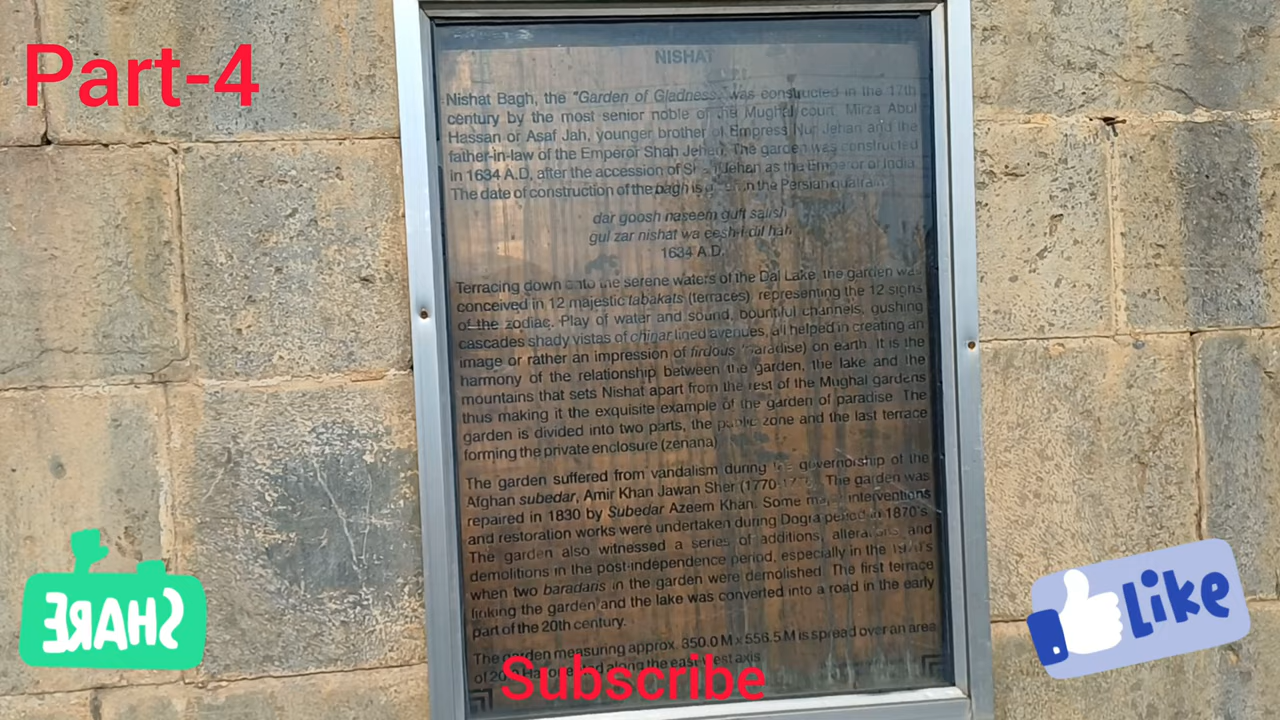 Part-4
NISHAT
Nishat Bagh, the "Garden of Gladness," was constructed in the 17th
century by the most senior noble of the Mughal court, Mirza Abul
Hassan or Asaf Jah, younger brother of Empress Nur Jehan and the
father-in-law of the Emperor Shah Jehan. The garden was constructed
in 1634 A.D, after the accession of Shah Jehan as the Emperor of India.
The date of construction of the bagh is in the Persian
dar goosh naseem guft salish
gul zar nishat wa eesh-i-dil hah
1634 A.D.
Terracing down onto the serene waters of the Dal Lake, the garden was
conceived in 12 majestic tabakats (terraces), representing the 12 signs
of the zodiac. Play of water and sound, bountiful channels, gushing
cascades shady vistas of chinar lined avenues, all helped in creating an
image or rather an impression of firdous (paradise) on earth. It is the
harmony of the relationship between the garden, the lake and the
mountains that sets Nishat apart from the rest of the Mughal gardens
thus making it the exquisite example of the garden of paradise. The
garden is divided into two parts, the public zone and the last terrace
forming the private enclosure (zenana).
The garden suffered from vandalism during the governorship of the
Afghan subedar, Amir Khan Jawan Sher (1770- The garden was
repaired in 1830 by Subedar Azeem Khan. Some major interventions
and restoration works were undertaken during Dogra period in 1870's
The garden also witnessed a series of additions, alterations and
demolitions in the post-independence period, especially in the
when two baradaris in the garden were demolished. The first terrace
linking the garden and the lake was converted into a road in the early
part of the 20th century.
The garden measuring approx. 350.0 M x 556.5 M is spread over an area
of along the east west axis
SHARE
Like
Subscribe